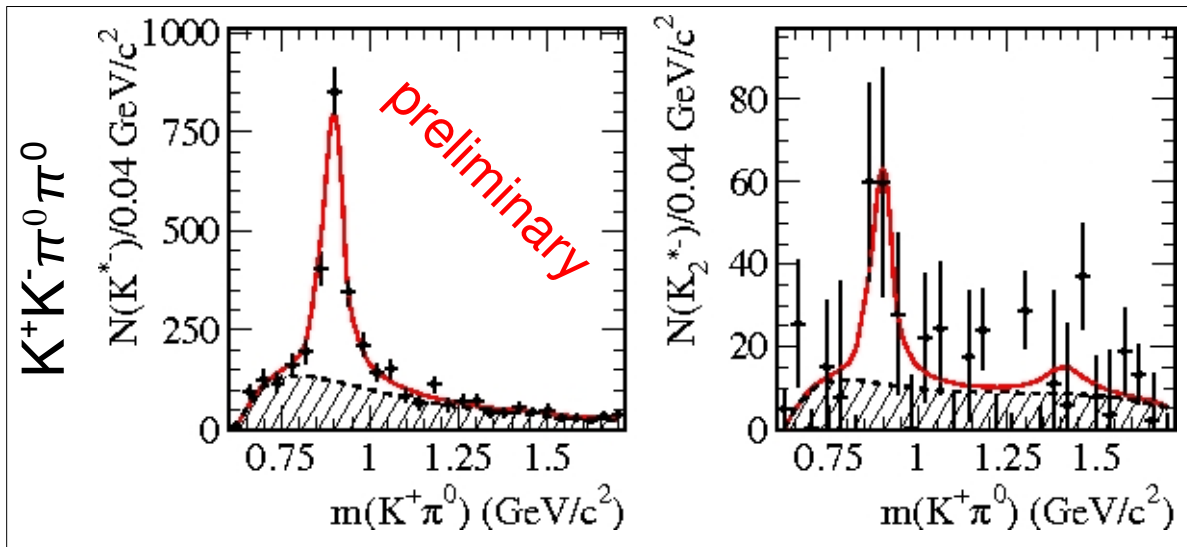 K⁺K⁻π⁰π⁰
N(K*⁻)/0.04 GeV/c²
1000
750
500
250
0
0.75 1 1.25 1.5
m(K⁺π⁰) (GeV/c²)
preliminary
N(K₂*⁻)/0.04 GeV/c²
80
60
40
20
0
0.75 1 1.25 1.5
m(K⁺π⁰) (GeV/c²)